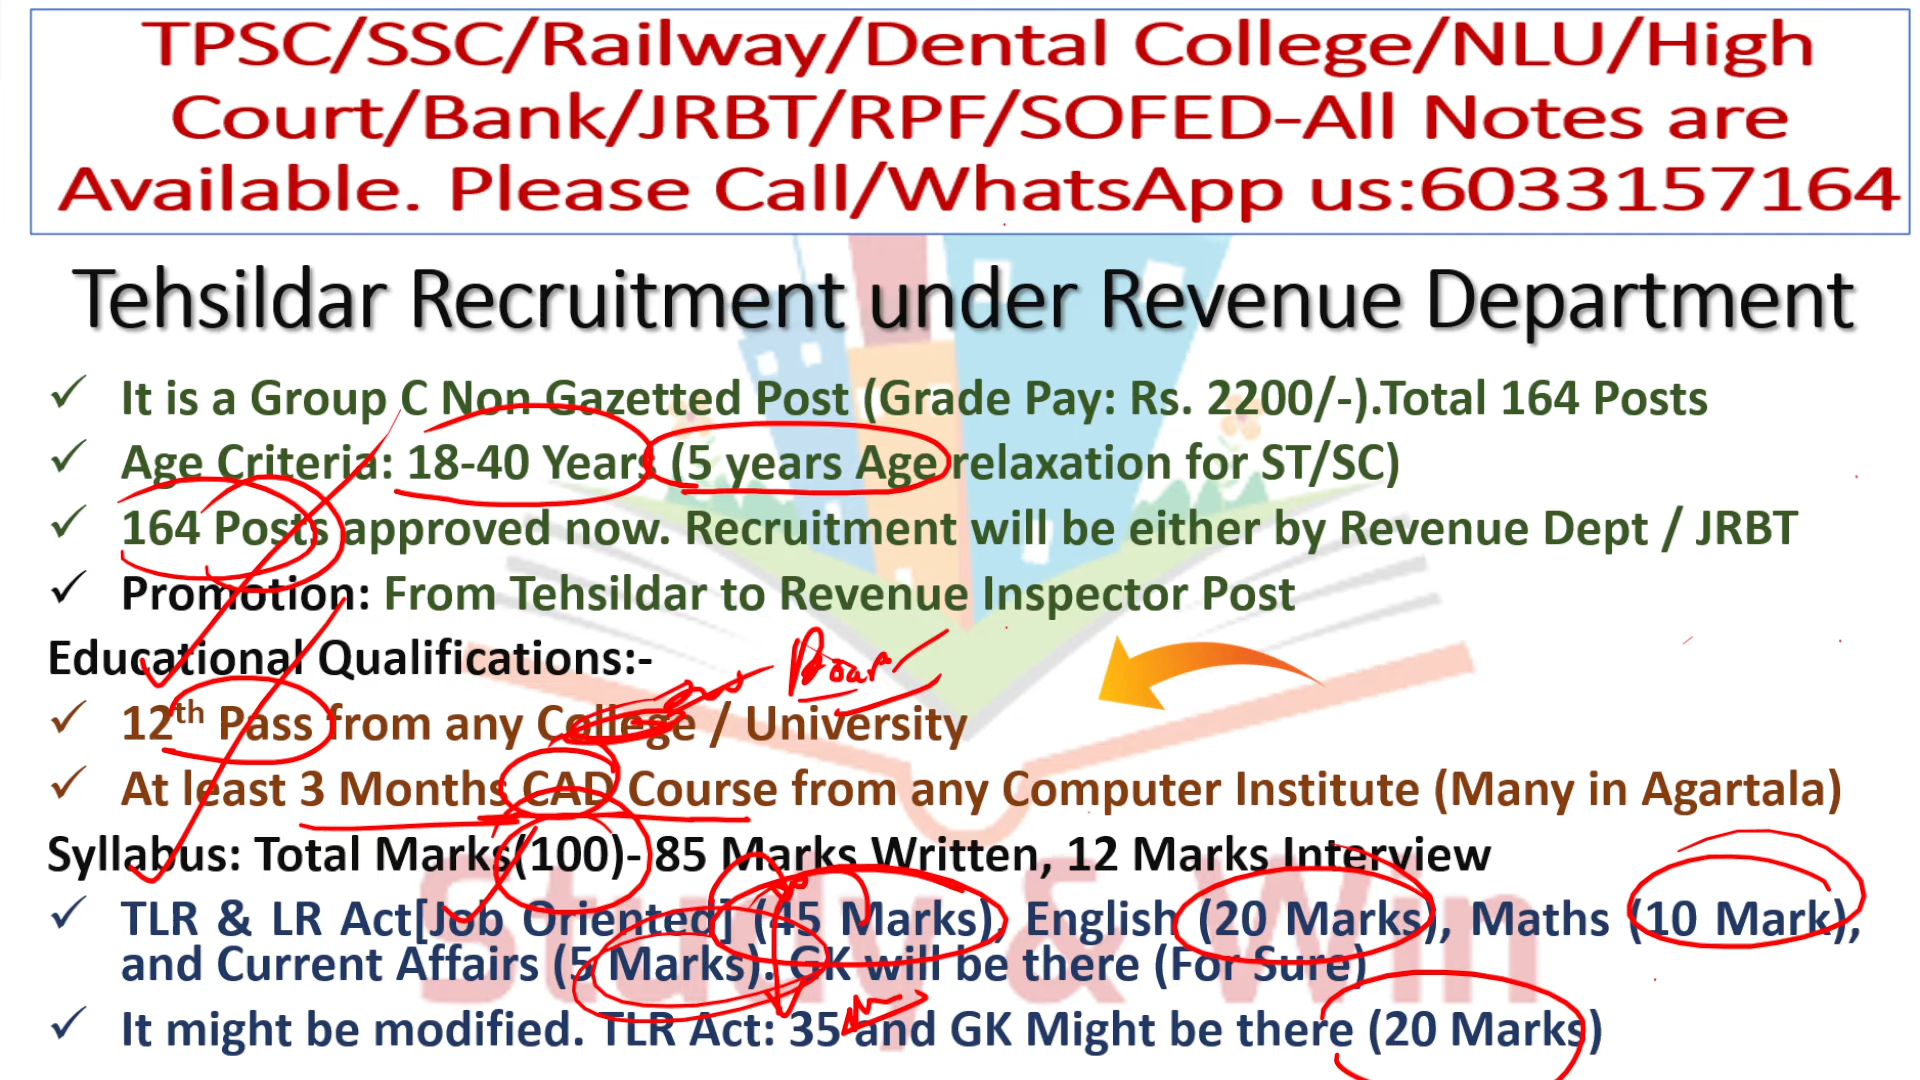 TPSC/SSC/Railway/Dental College/NLU/High
Court/Bank/JRBT/RPF/SOFED-All Notes are
Available. Please Call/WhatsApp us:6033157164
Tehsildar Recruitment under Revenue Department
✓ It is a Group C Non Gazetted Post (Grade Pay: Rs. 2200/-).Total 164 Posts
✓ Age Criteria: 18-40 Years (5 years Age relaxation for ST/SC)
✓ 164 Posts approved now. Recruitment will be either by Revenue Dept / JRBT
✓ Promotion: From Tehsildar to Revenue Inspector Post
Educational Qualifications:-
✓ 12th Pass from any College / University
✓ At least 3 Months CAD Course from any Computer Institute (Many in Agartala)
Syllabus: Total Marks(100)- 85 Marks Written, 12 Marks Interview
✓ TLR & LR Act[Job Oriented] (45 Marks), English (20 Marks), Maths (10 Mark),
and Current Affairs (5 Marks). GK will be there (For Sure)
✓ It might be modified. TLR Act: 35 and GK Might be there (20 Marks)
Study & Win